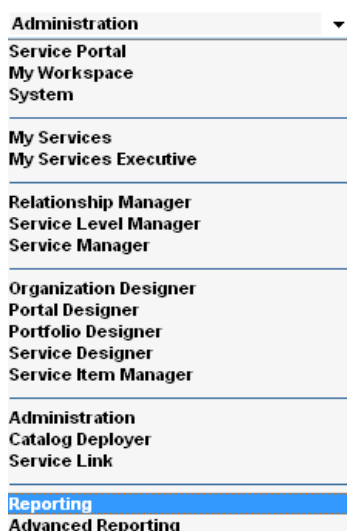 Administration
Service Portal
My Workspace
System
My Services
My Services Executive
Relationship Manager
Service Level Manager
Service Manager
Organization Designer
Portal Designer
Portfolio Designer
Service Designer
Service Item Manager
Administration
Catalog Deployer
Service Link
Reporting
Advanced Reporting